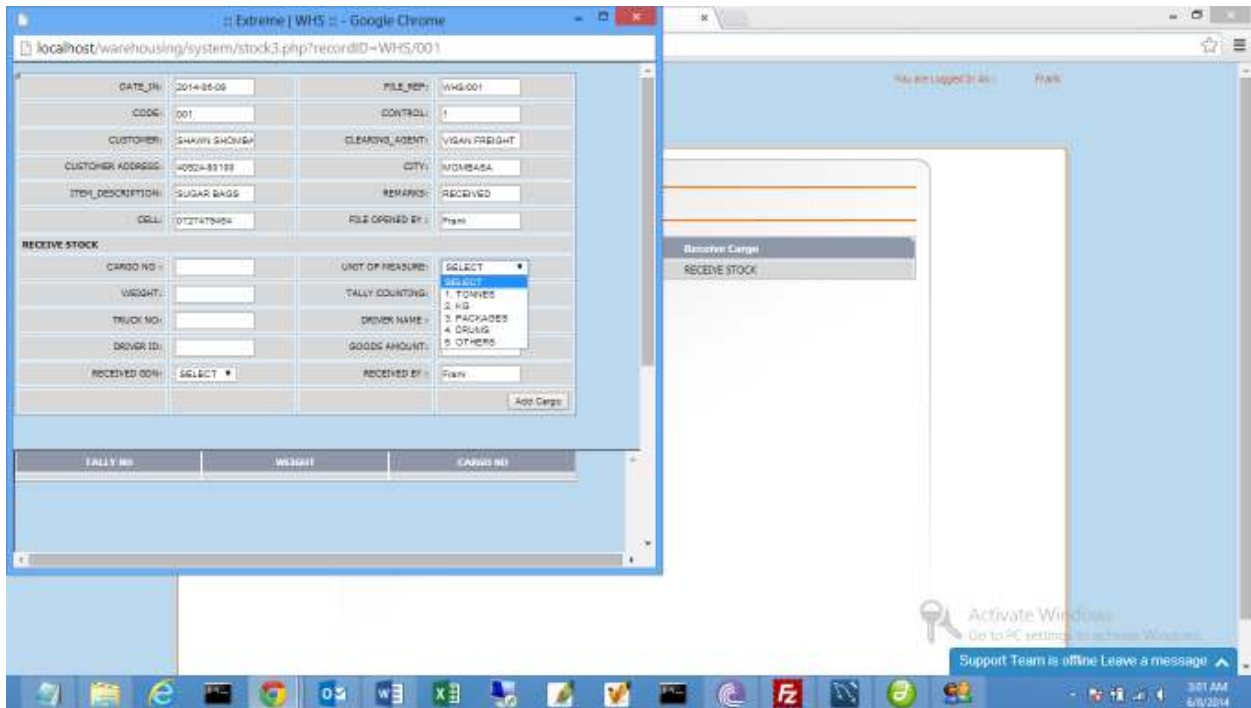 :: Extreme | WHS :: - Google Chrome
localhost/warehousing/system/stock3.php?recordID=WHS/001
You are Logged In As : Frank
DATE_IN: 2014-06-09 FILE_REF: WHS/001
CODE: 001 CONTROL: 1
CUSTOMER: SHAWN SHOMBA CLEARING_AGENT: VIGAN FREIGHT
CUSTOMER ADDRESS: CITY: MOMBASA
ITEM_DESCRIPTION: SUGAR BAGS REMARKS: RECEIVED
CELL: FILE OPENED BY : Frank
RECEIVE STOCK
CARGO NO : UNIT OF MEASURE: SELECT
SELECT
WEIGHT: TALLY COUNTING: 1. TONNES
2. KG
TRUCK NO: DRIVER NAME : 3. PACKAGES
4. DRUMS
DRIVER ID: GOODS AMOUNT: 5. OTHERS
RECEIVED SELECT RECEIVED BY : Frank
Add Cargo
TALLY NO WEIGHT CARGO NO
Receive Cargo
RECEIVE STOCK
Activate Windows
Go to PC settings to activate Windows.
Support Team is offline Leave a message
3:01 AM
6/9/2014